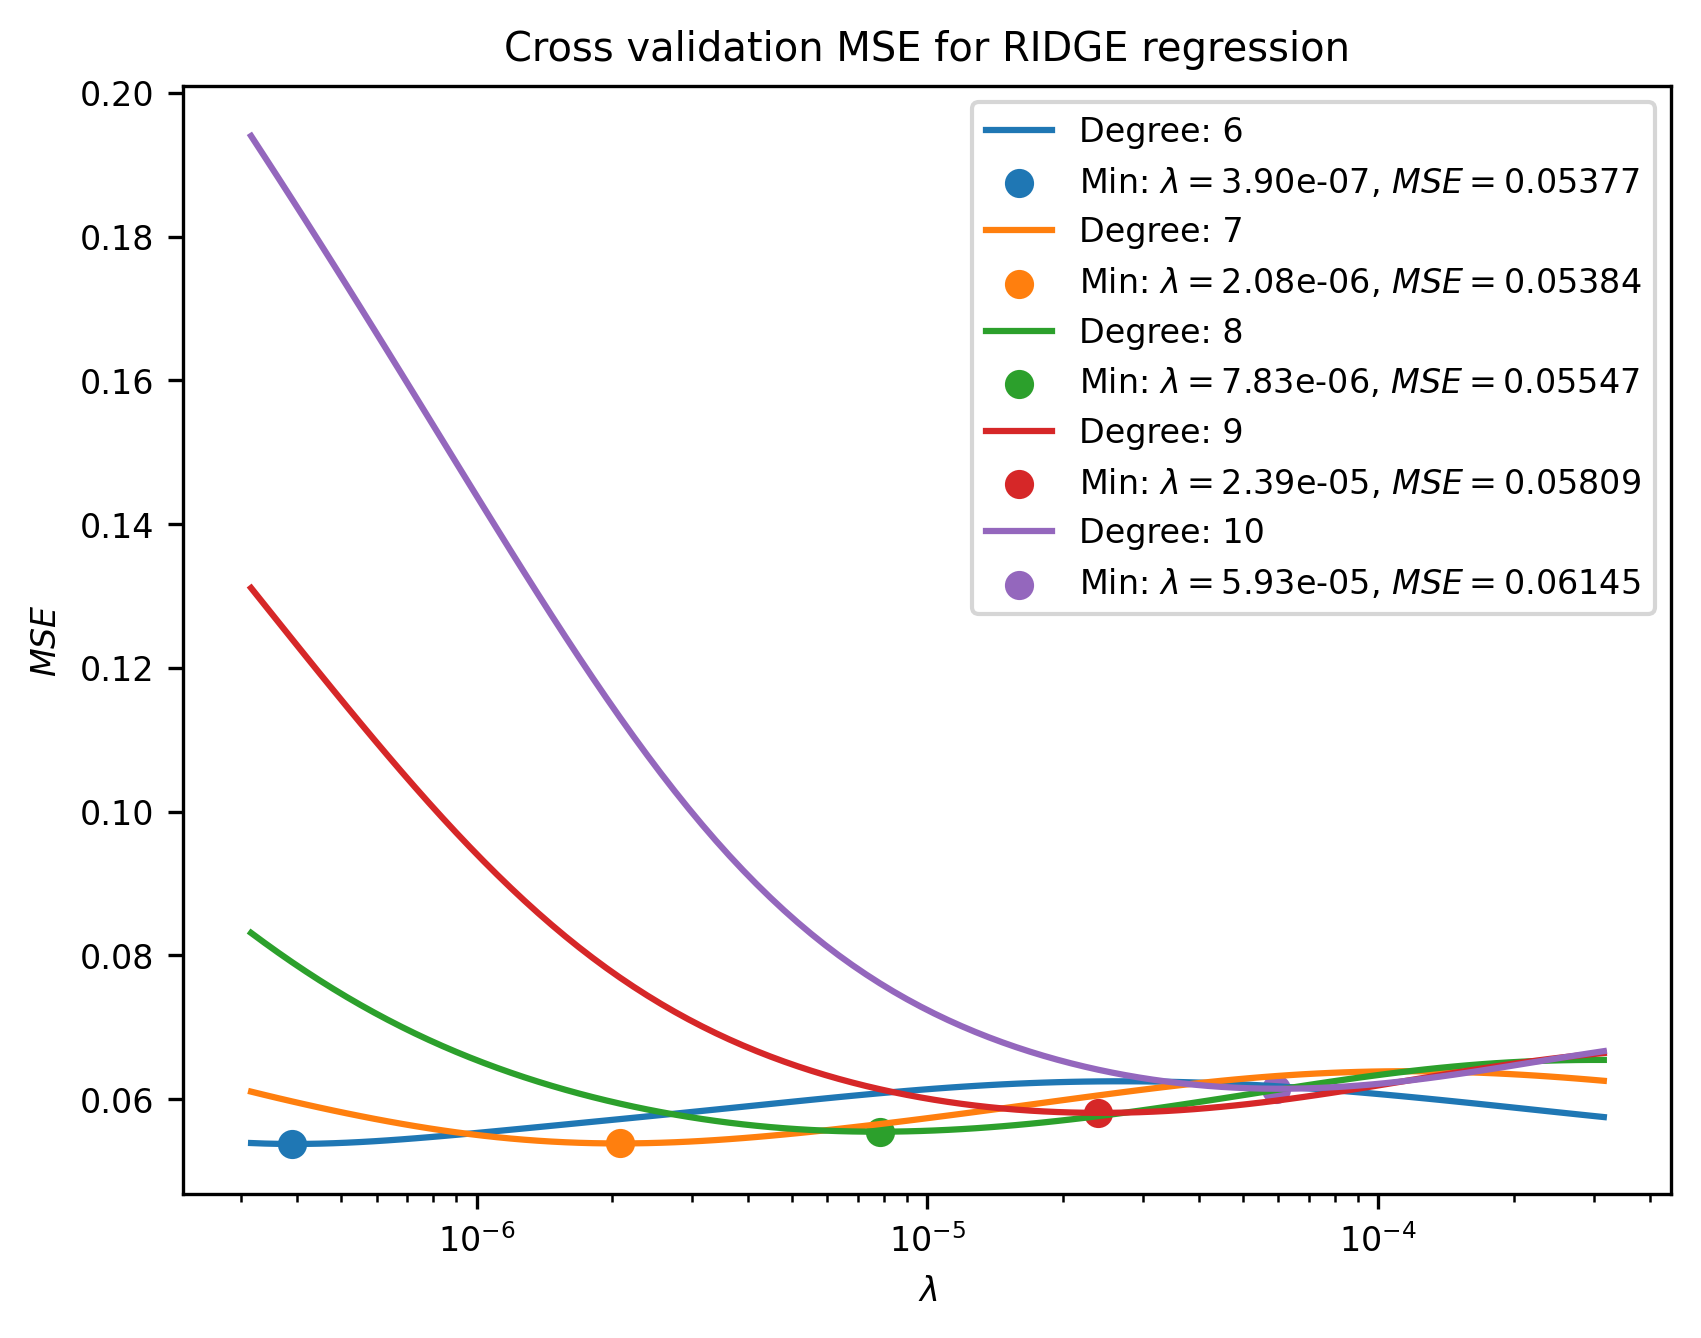 Cross validation MSE for RIDGE regression
0.20
0.18
0.16
0.14
0.12
0.10
0.08
0.06
MSE
Degree: 6
Min: λ = 3.90e-07, MSE = 0.05377
Degree: 7
Min: λ = 2.08e-06, MSE = 0.05384
Degree: 8
Min: λ = 7.83e-06, MSE = 0.05547
Degree: 9
Min: λ = 2.39e-05, MSE = 0.05809
Degree: 10
Min: λ = 5.93e-05, MSE = 0.06145
10⁻⁶ 10⁻⁵ 10⁻⁴
λ